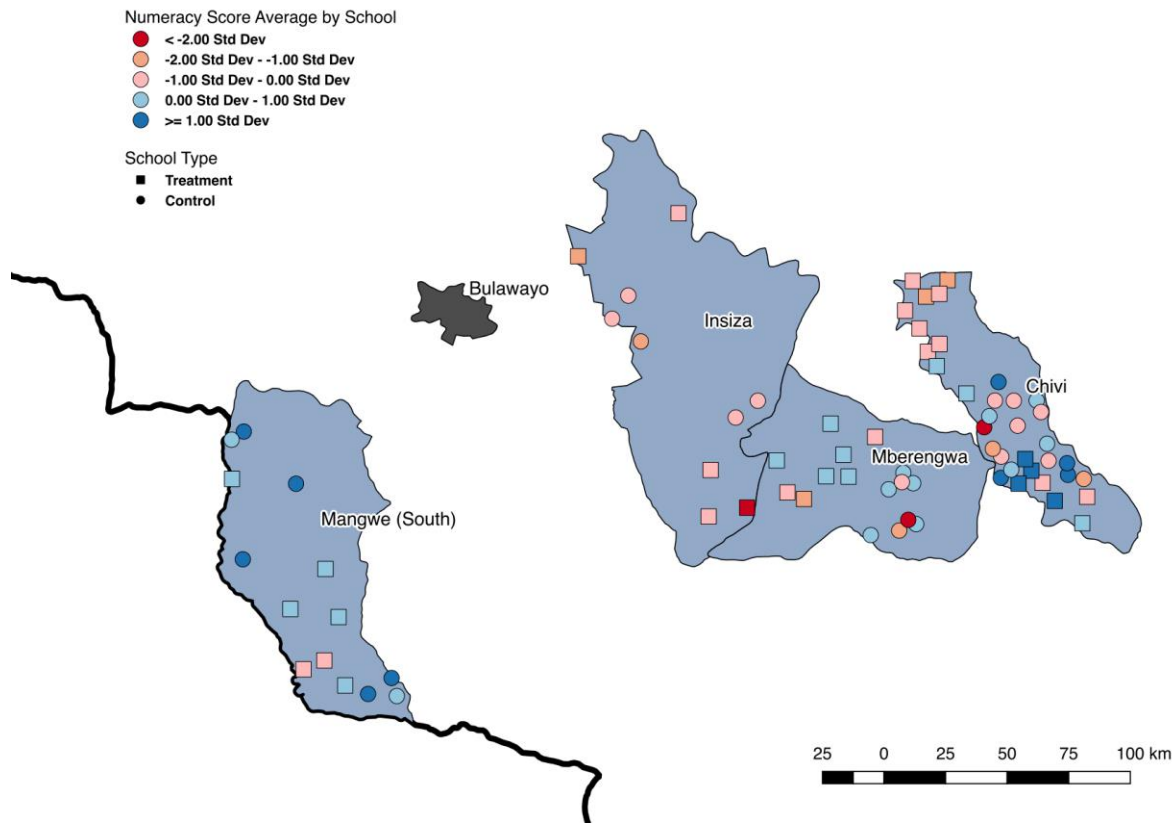 Numeracy Score Average by School
< -2.00 Std Dev
-2.00 Std Dev - -1.00 Std Dev
-1.00 Std Dev - 0.00 Std Dev
0.00 Std Dev - 1.00 Std Dev
>= 1.00 Std Dev
School Type
Treatment
Control
Bulawayo
Insiza
Chivi
Mberengwa
Mangwe (South)
25 0 25 50 75 100 km